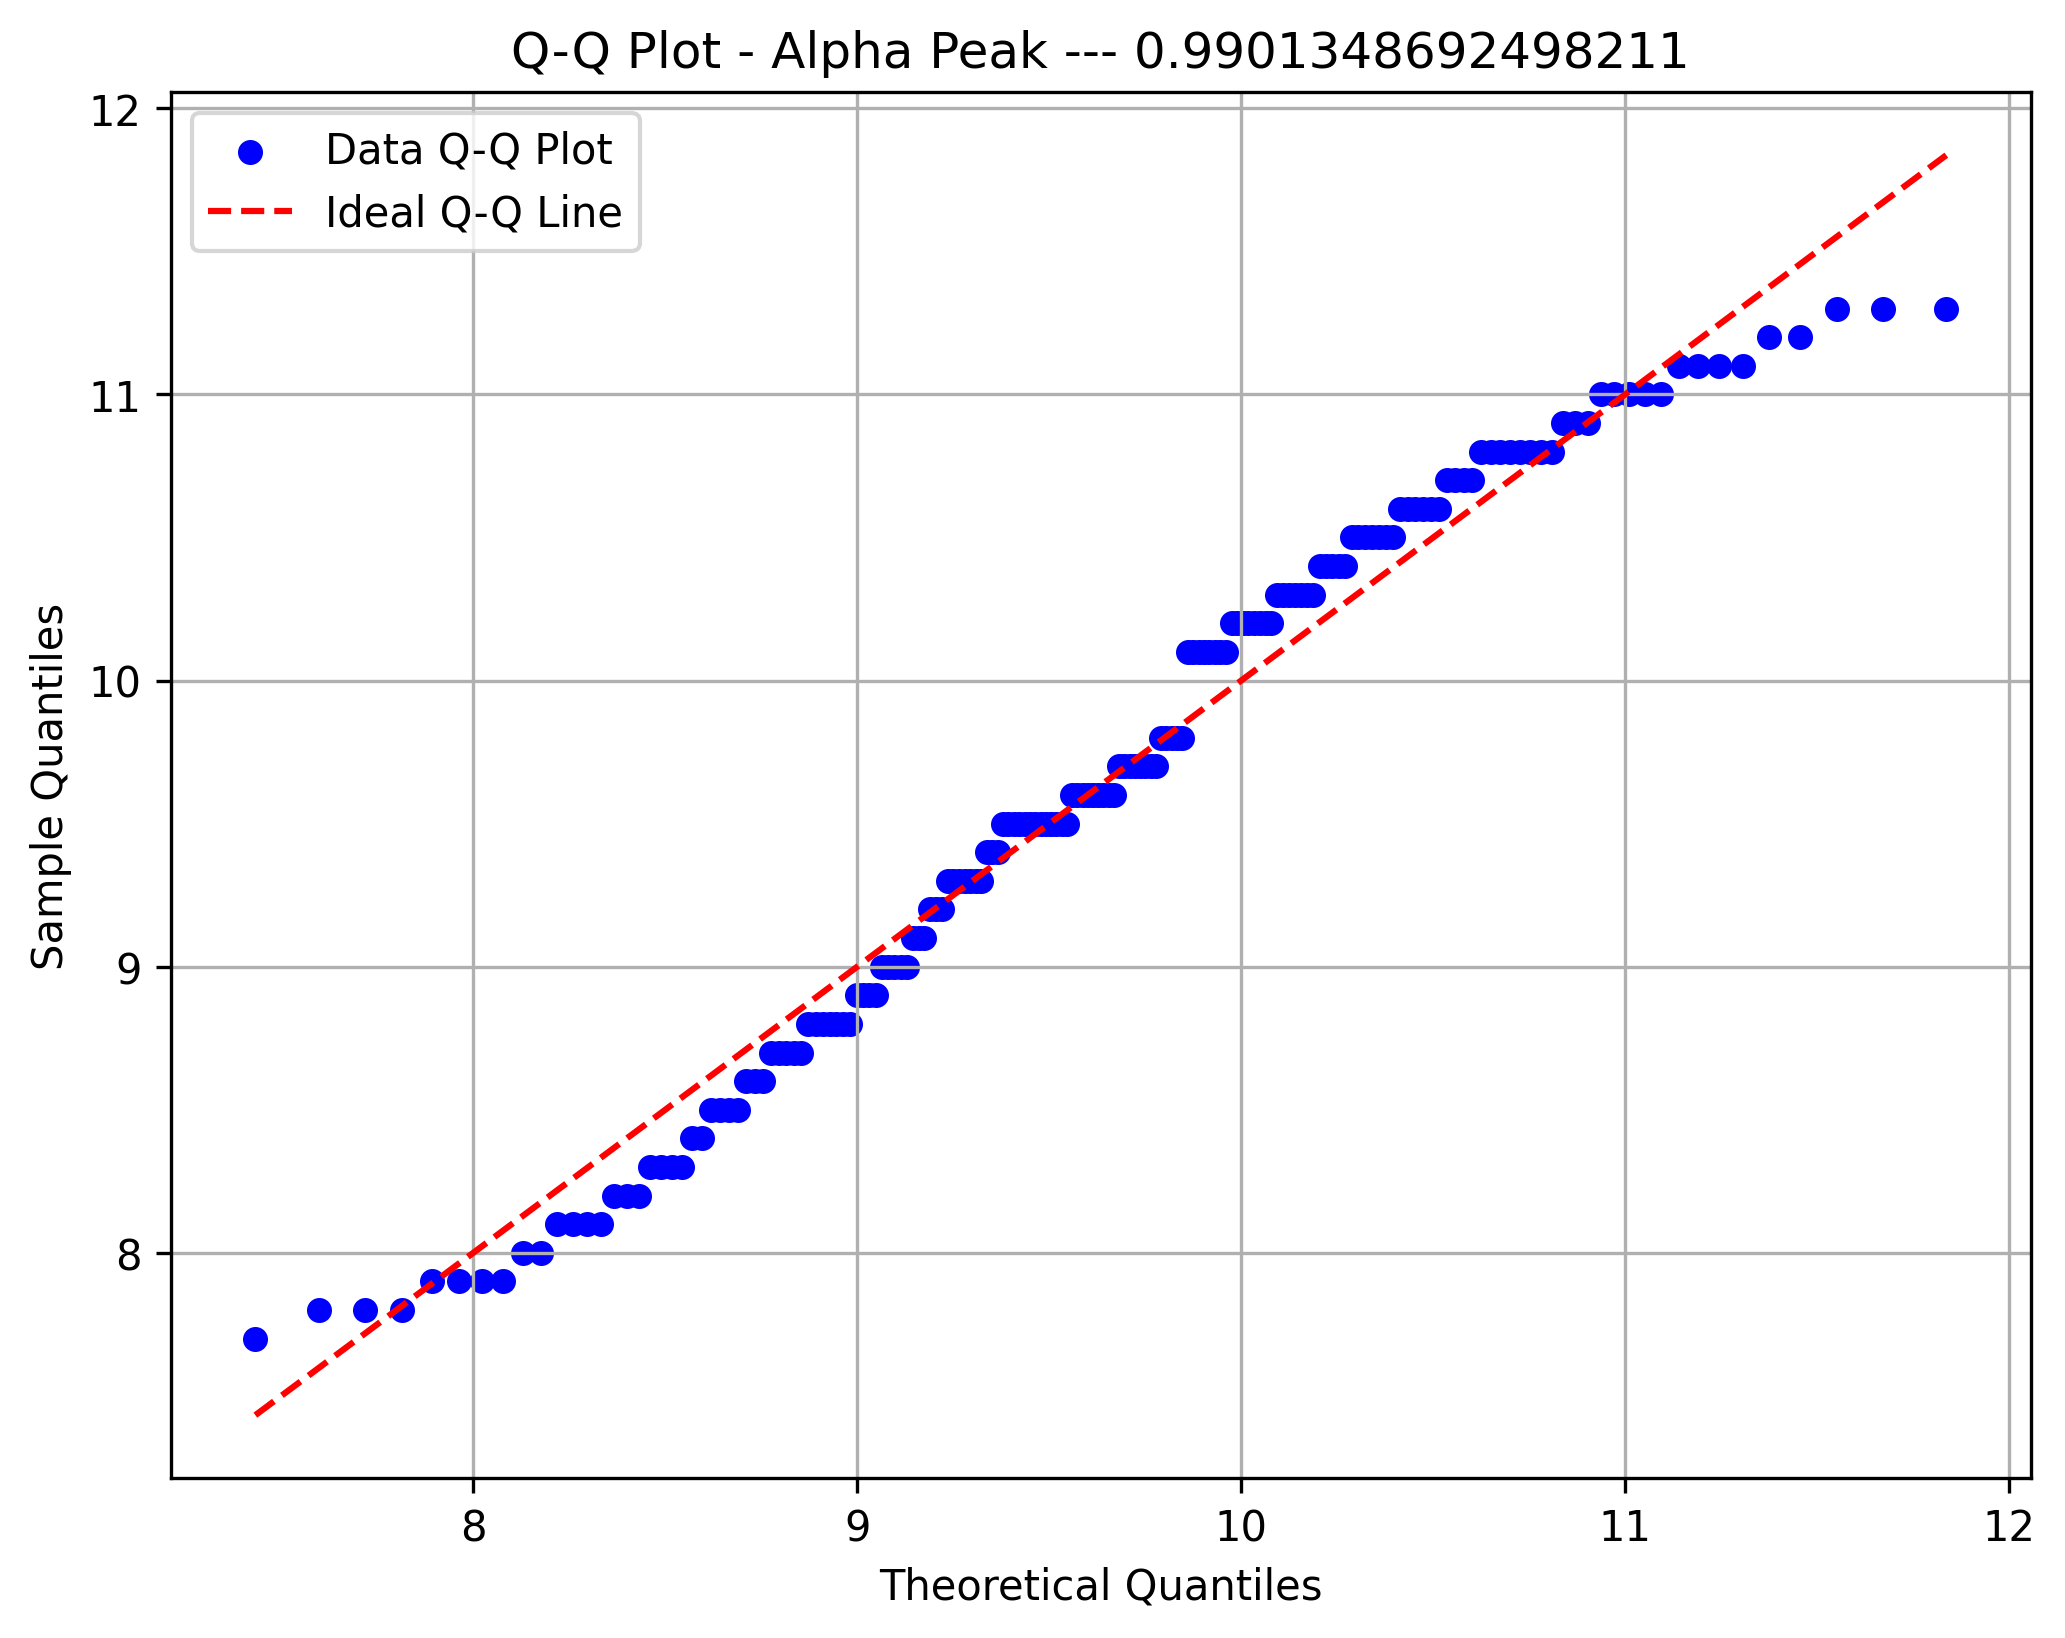 Q-Q Plot - Alpha Peak --- 0.9901348692498211
Data Q-Q Plot
Ideal Q-Q Line
12
11
10
9
8
Sample Quantiles
8
9
10
11
12
Theoretical Quantiles